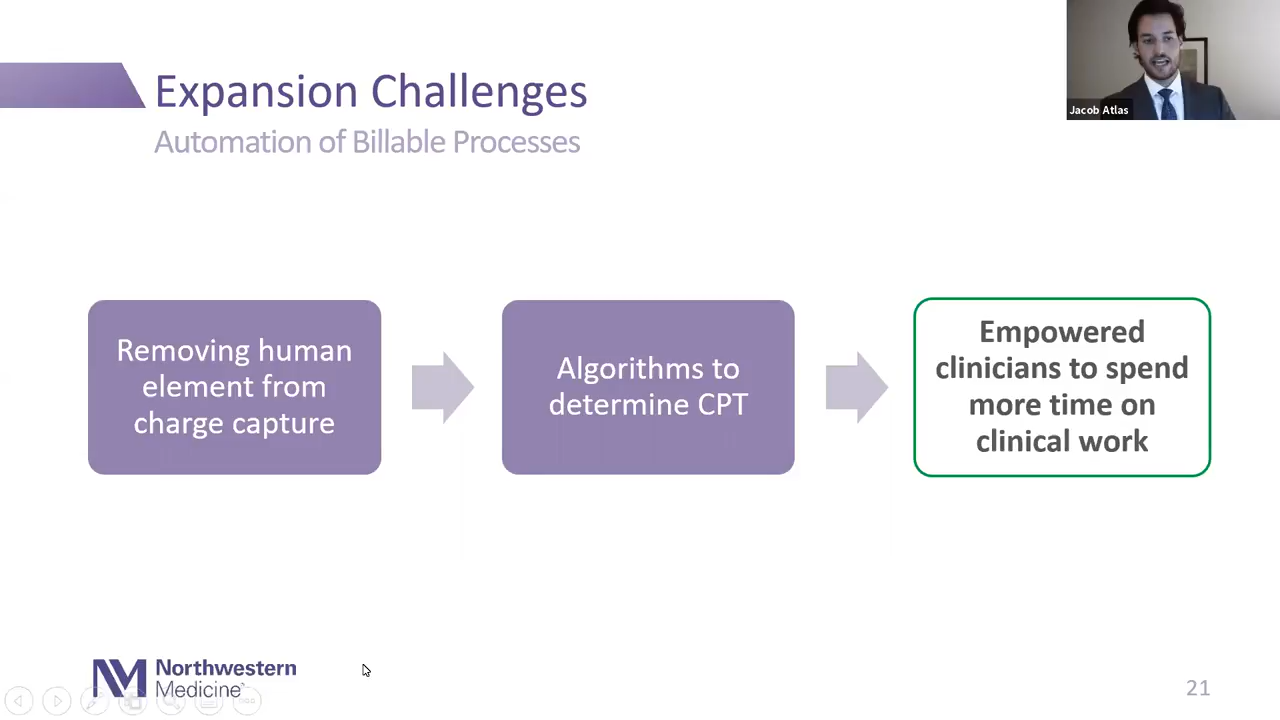 Expansion Challenges
Automation of Billable Processes
Jacob Atlas
Removing human
element from
charge capture
Algorithms to
determine CPT
Empowered
clinicians to spend
more time on
clinical work
NM Northwestern
Medicine
21